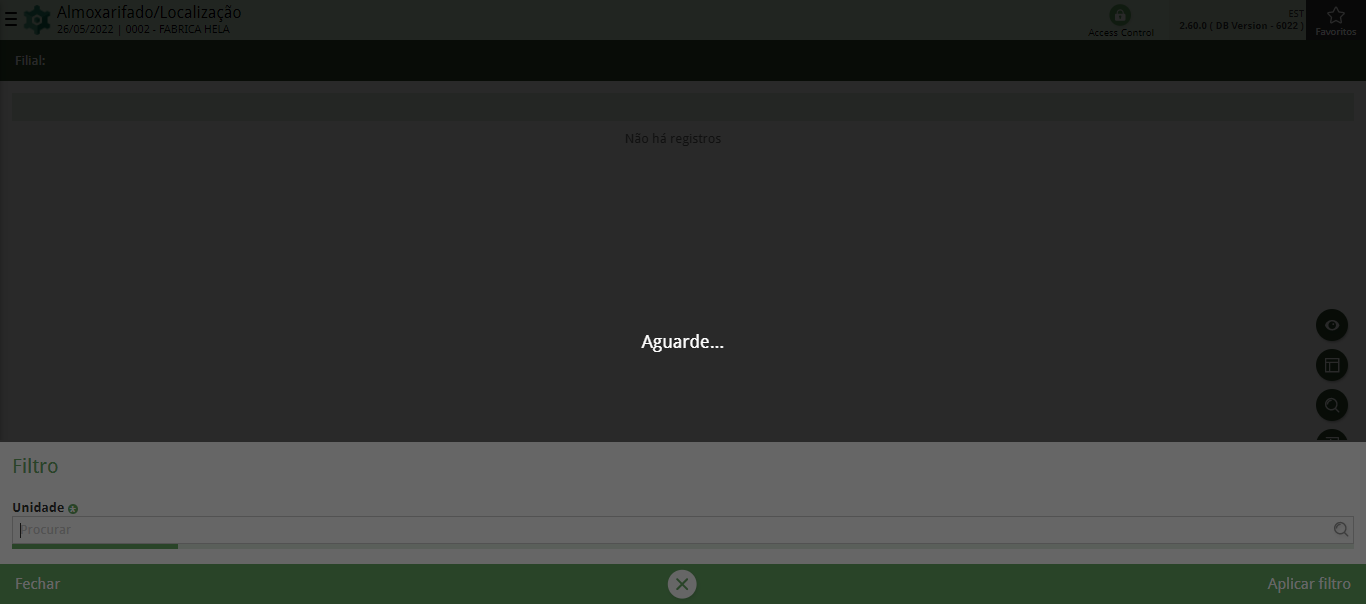 Almoxarifado/Localização
26/05/2022 | 0002 - FABRICA HELA
Access Control
EST
2.60.0 ( DB Version - 6022 )
Favoritos
Filial:
Não há registros
Aguarde...
Filtro
Unidade
Procurar
Fechar
Aplicar filtro